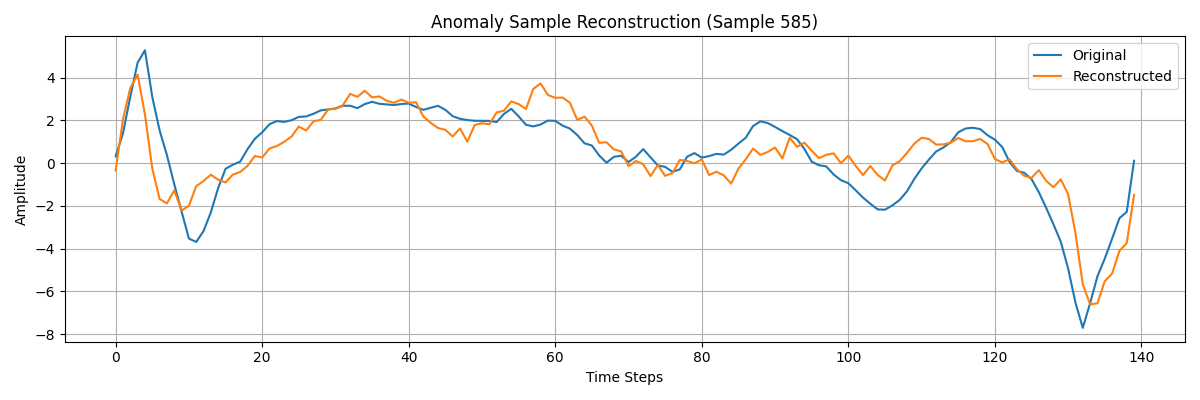 Anomaly Sample Reconstruction (Sample 585)
Original
Reconstructed
Amplitude
4
2
0
−2
−4
−6
−8
0 20 40 60 80 100 120 140
Time Steps